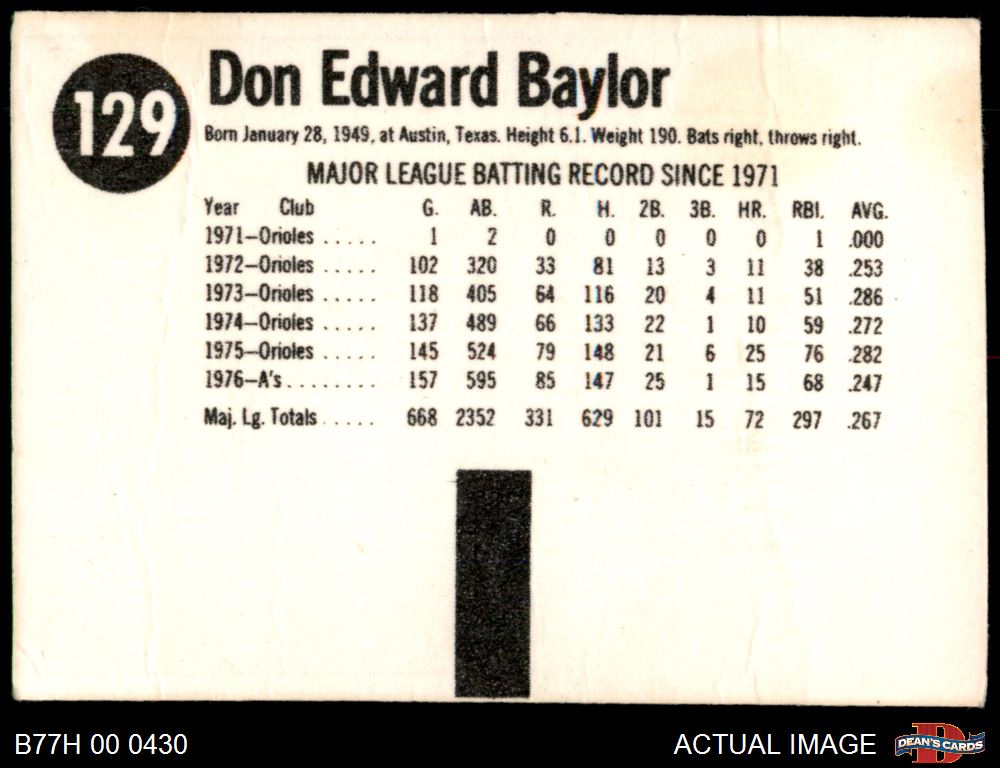 129
Don Edward Baylor
Born January 28, 1949, at Austin, Texas. Height 6.1. Weight 190. Bats right, throws right.
MAJOR LEAGUE BATTING RECORD SINCE 1971
Year Club G. AB. R. H. 2B. 3B. HR. RBI. AVG.
1971—Orioles ..... 1 2 0 0 0 0 0 1 .000
1972—Orioles ..... 102 320 33 81 13 3 11 38 .253
1973—Orioles ..... 118 405 64 116 20 4 11 51 .286
1974—Orioles ..... 137 489 66 133 22 1 10 59 .272
1975—Orioles ..... 145 524 79 148 21 6 25 76 .282
1976—A's ........ 157 595 85 147 25 1 15 68 .247
Maj. Lg. Totals ..... 668 2352 331 629 101 15 72 297 .267
B77H 00 0430
ACTUAL IMAGE
D
DEAN'S CARDS